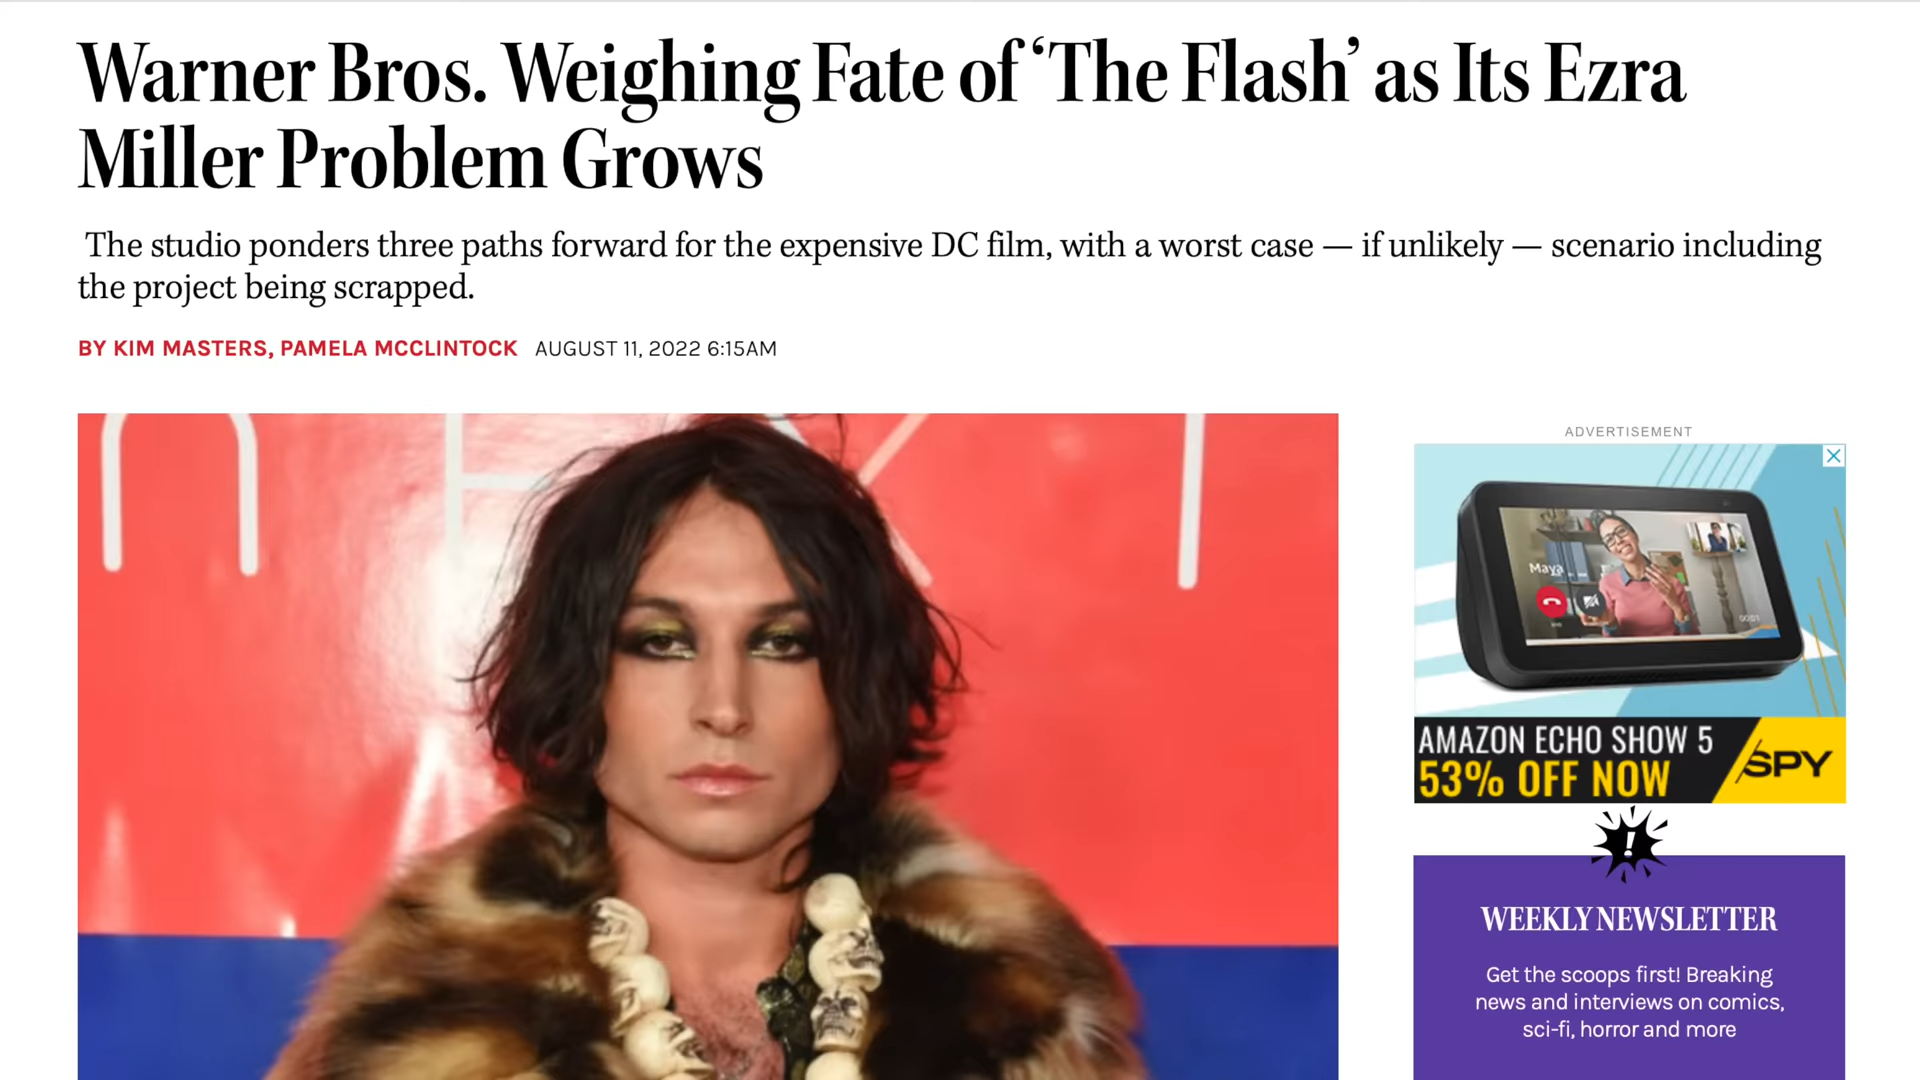 Warner Bros. Weighing Fate of ‘The Flash’ as Its Ezra
Miller Problem Grows
The studio ponders three paths forward for the expensive DC film, with a worst case — if unlikely — scenario including
the project being scrapped.
BY KIM MASTERS, PAMELA MCCLINTOCK AUGUST 11, 2022 6:15AM
ADVERTISEMENT
Maya
AMAZON ECHO SHOW 5
53% OFF NOW
SPY
!
WEEKLY NEWSLETTER
Get the scoops first! Breaking
news and interviews on comics,
sci-fi, horror and more